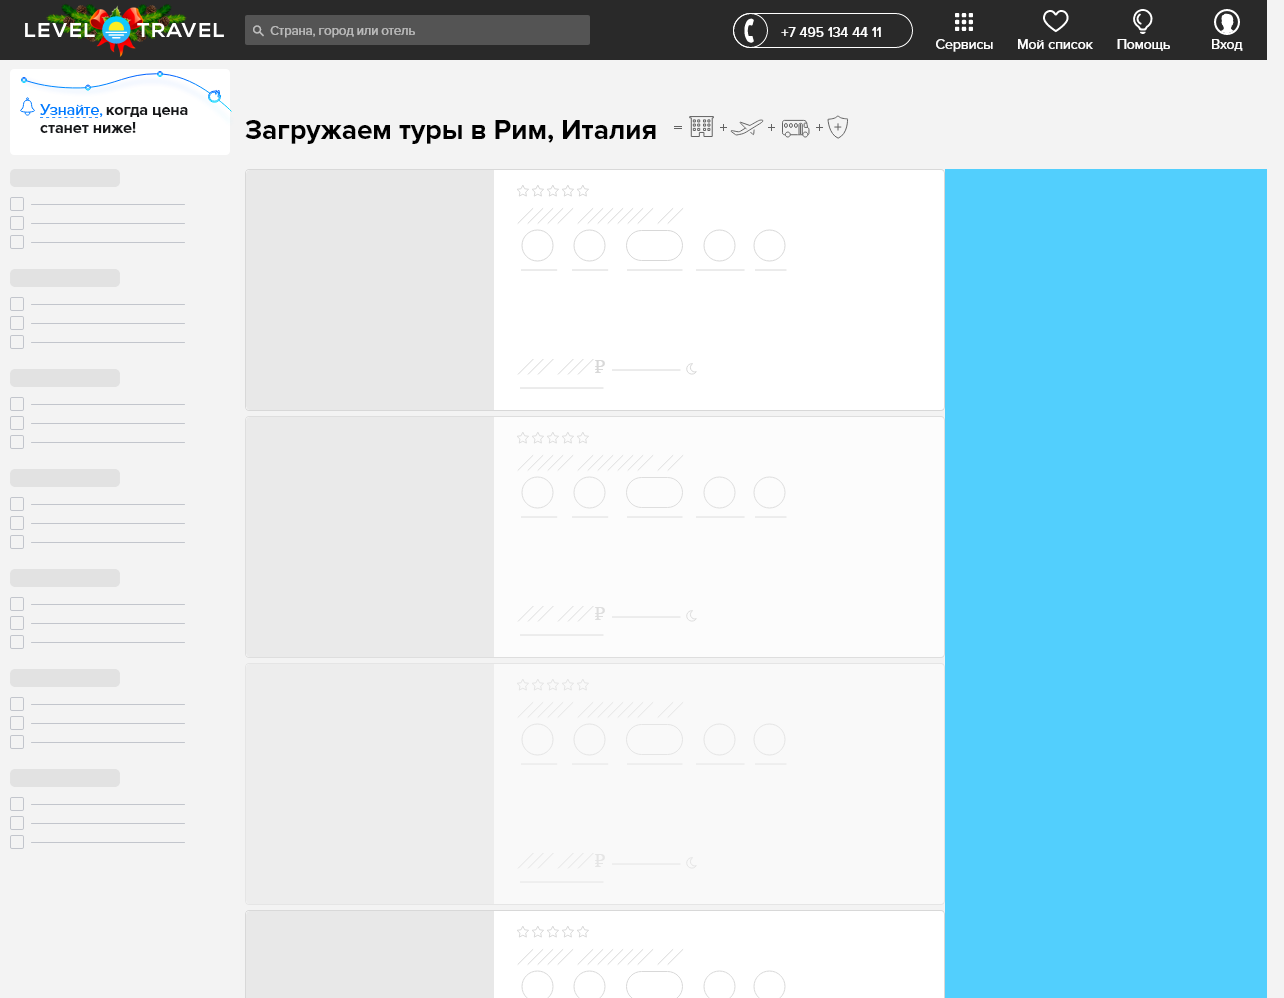 LEVEL TRAVEL
Страна, город или отель
+7 495 134 44 11
Сервисы
Мой список
Помощь
Вход
Узнайте, когда цена
станет ниже!
Загружаем туры в Рим, Италия
₽
₽
₽